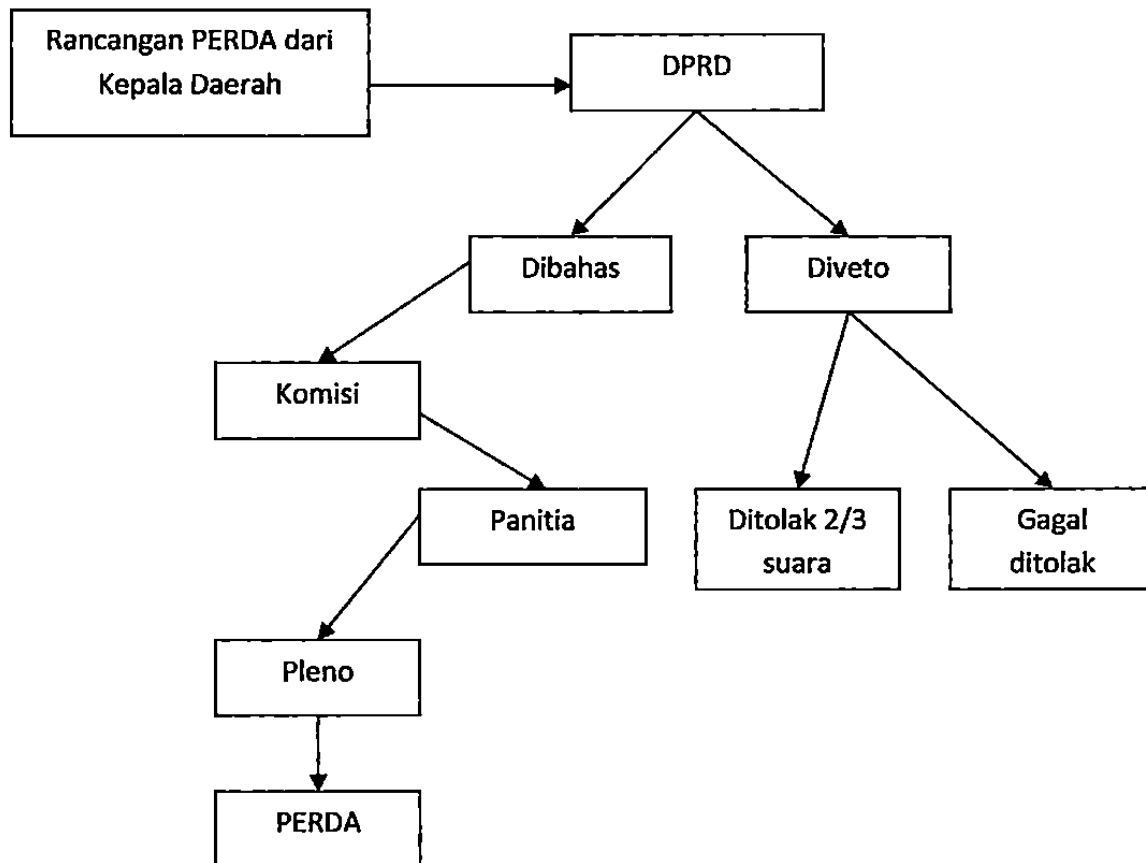 Rancangan PERDA dari
Kepala Daerah
DPRD
Dibahas
Diveto
Komisi
Panitia
Ditolak 2/3
suara
Gagal
ditolak
Pleno
PERDA